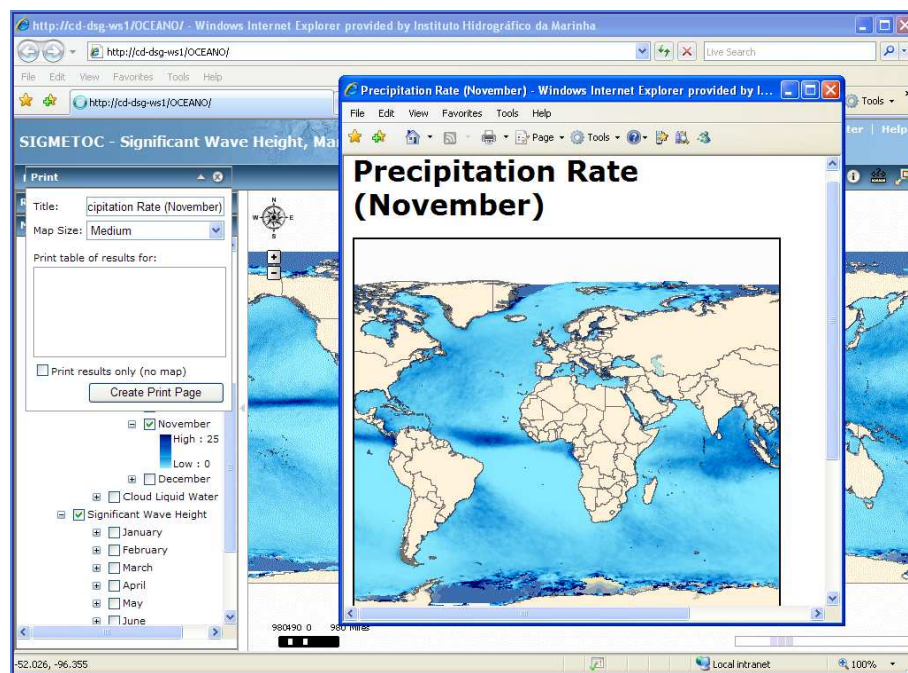 http://cd-dsg-ws1/OCEANO/ - Windows Internet Explorer provided by Instituto Hidrográfico da Marinha
http://cd-dsg-ws1/OCEANO/
Live Search
File Edit View Favorites Tools Help
http://cd-dsg-ws1/OCEANO/
Tools
SIGMETOC - Significant Wave Height, Ma
Help
Print
Title: cipitation Rate (November)
Map Size: Medium
Print table of results for:
Print results only (no map)
Create Print Page
November
High : 25
Low : 0
December
Cloud Liquid Water
Significant Wave Height
January
February
March
April
May
June
N
W
E
S
Precipitation Rate (November) - Windows Internet Explorer provided by I...
File Edit View Favorites Tools Help
Page Tools
Precipitation Rate
(November)
980490 0 980 Miles
-52.026, -96.355
Local intranet
100%